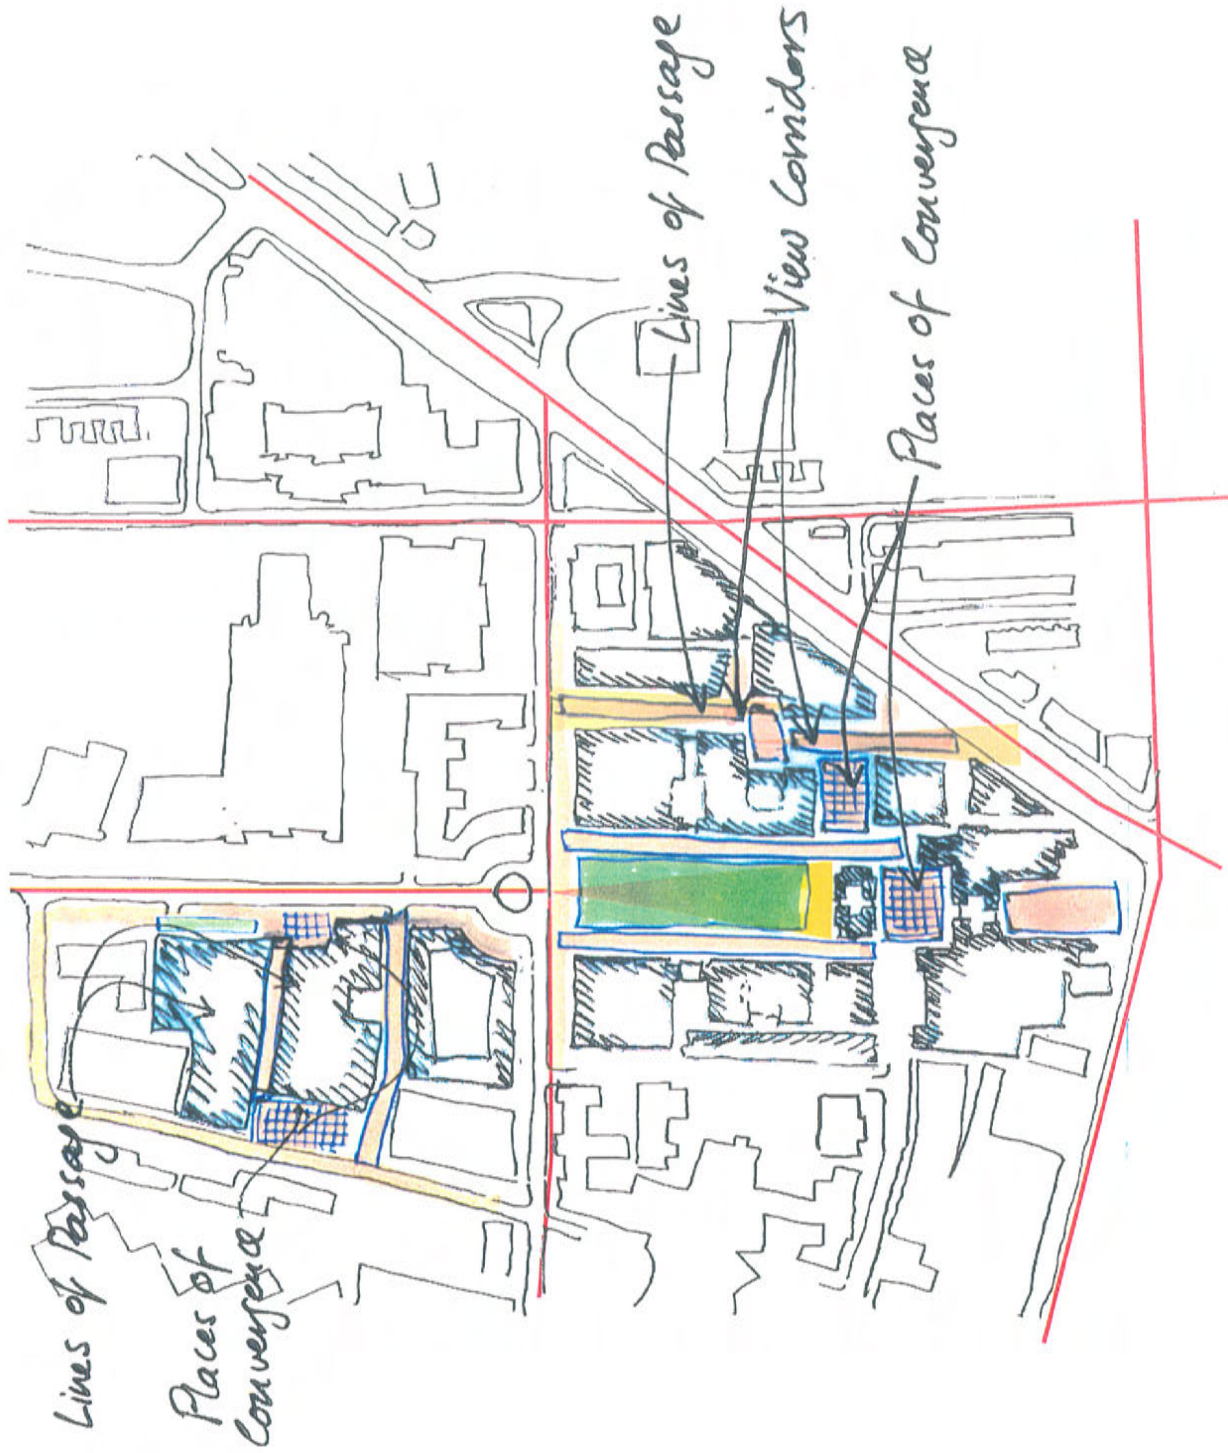 Lines of Passage
Places of
Convergence
Lines of Passage
View Corridors
Places of Convergence